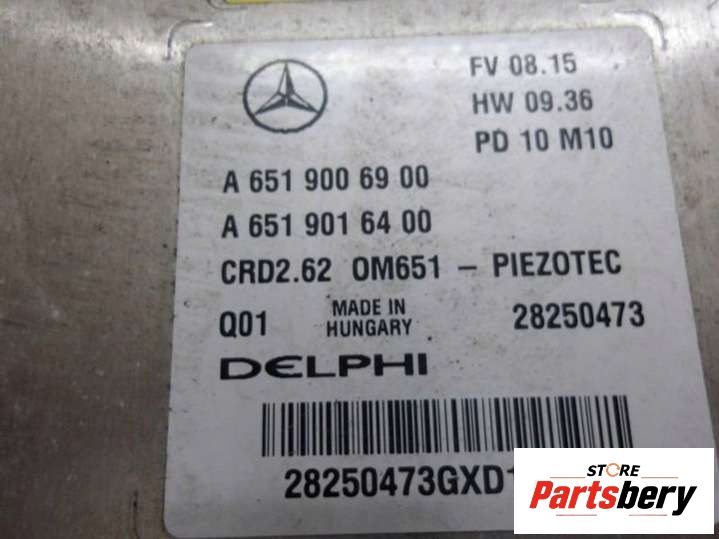 FV 08.15
HW 09.36
PD 10 M10
A 651 900 69 00
A 651 901 64 00
CRD2.62 OM651 – PIEZOTEC
Q01 MADE IN HUNGARY 28250473
DELPHI
28250473GXD
STORE
Partsbery